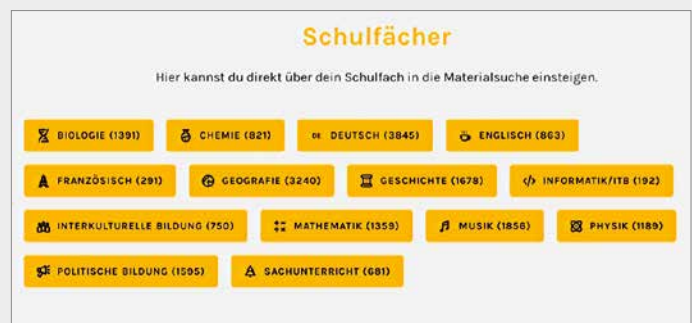 Schulfächer
Hier kannst du direkt über dein Schulfach in die Materialsuche einsteigen.
BIOLOGIE (1391) CHEMIE (821) DE DEUTSCH (3845) ENGLISCH (863)
FRANZÖSISCH (291) GEOGRAFIE (3240) GESCHICHTE (1678) </> INFORMATIK/ITB (192)
INTERKULTURELLE BILDUNG (750) MATHEMATIK (1359) MUSIK (1856) PHYSIK (1189)
POLITISCHE BILDUNG (1595) SACHUNTERRICHT (681)